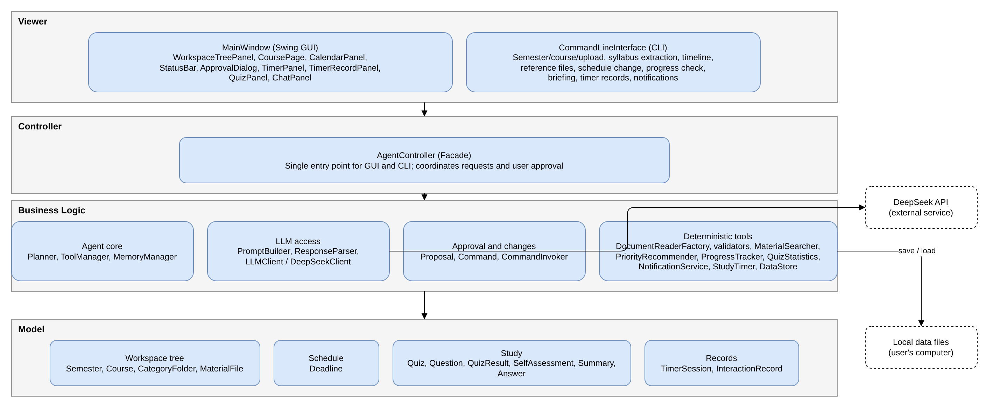 Viewer
MainWindow (Swing GUI)
WorkspaceTreePanel, CoursePage, CalendarPanel,
StatusBar, ApprovalDialog, TimerPanel, TimerRecordPanel,
QuizPanel, ChatPanel
CommandLineInterface (CLI)
Semester/course/upload, syllabus extraction, timeline,
reference files, schedule change, progress check,
briefing, timer records, notifications
Controller
AgentController (Facade)
Single entry point for GUI and CLI; coordinates requests and user approval
Business Logic
Agent core
Planner, ToolManager, MemoryManager
LLM access
PromptBuilder, ResponseParser,
LLMClient / DeepSeekClient
Approval and changes
Proposal, Command, CommandInvoker
Deterministic tools
DocumentReaderFactory, validators, MaterialSearcher,
PriorityRecommender, ProgressTracker, QuizStatistics,
NotificationService, StudyTimer, DataStore
DeepSeek API
(external service)
save / load
Model
Workspace tree
Semester, Course, CategoryFolder, MaterialFile
Schedule
Deadline
Study
Quiz, Question, QuizResult, SelfAssessment, Summary,
Answer
Records
TimerSession, InteractionRecord
Local data files
(user's computer)